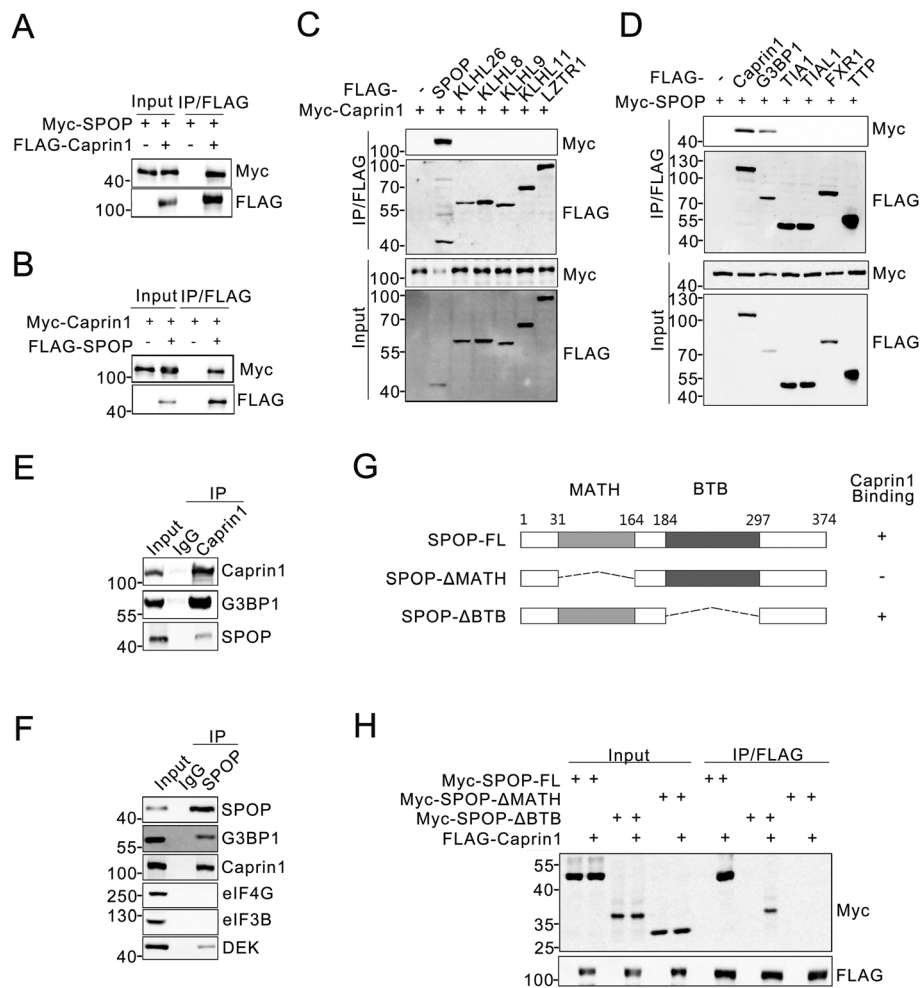 A
Input IP/FLAG
Myc-SPOP + + + +
FLAG-Caprin1 - + - +
40
Myc
100
FLAG
B
Input IP/FLAG
Myc-Caprin1 + + + +
FLAG-SPOP - + - +
100
Myc
40
FLAG
C
FLAG- - SPOP KLHL26 KLHL8 KLHL9 KLHL11 LZTR1
Myc-Caprin1 + + + + + + +
IP/FLAG
100
Myc
100
70
55
40
FLAG
Input
100
Myc
100
70
55
40
FLAG
D
FLAG- - Caprin1 G3BP1 TIA1 TIAL1 FXR1 TTP
Myc-SPOP + + + + + + +
IP/FLAG
40
Myc
130
100
70
55
40
FLAG
Input
40
Myc
130
100
70
55
40
FLAG
E
IP
Input IgG Caprin1
100
Caprin1
70
55
G3BP1
40
SPOP
F
IP
Input IgG SPOP
40
SPOP
55
G3BP1
100
Caprin1
250
eIF4G
130
eIF3B
40
DEK
G
MATH BTB
Caprin1
Binding
1 31 164 184 297 374
SPOP-FL +
SPOP-ΔMATH -
SPOP-ΔBTB +
H
Input IP/FLAG
Myc-SPOP-FL + + + +
Myc-SPOP-ΔMATH + + + +
Myc-SPOP-ΔBTB + + + +
FLAG-Caprin1 + + + + + +
55
40
35
25
Myc
100
FLAG